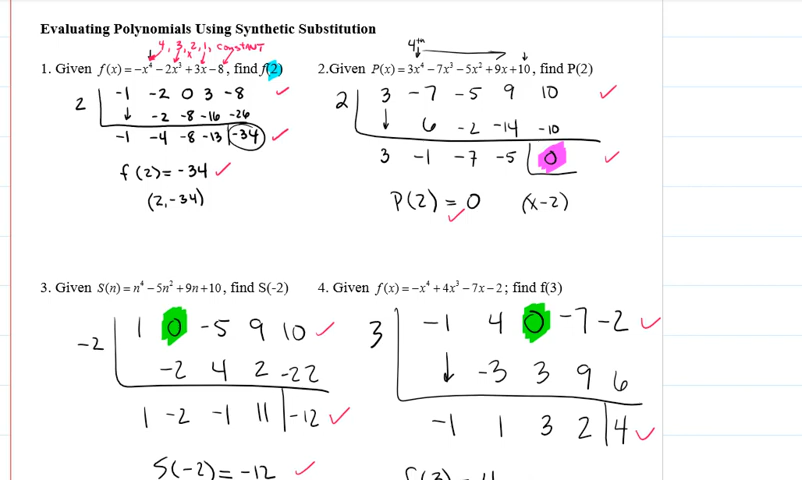 Evaluating Polynomials Using Synthetic Substitution
4, 3, 2, 1, CONSTANT
x
1. Given f(x) = −x⁴ − 2x³ + 3x − 8, find f(2)
2 -1 -2 0 3 -8
↓ -2 -8 -16 -26
-1 -4 -8 -13 -34
f(2) = -34
(2, -34)
4th
2.Given P(x) = 3x⁴ − 7x³ − 5x² + 9x + 10, find P(2)
2 3 -7 -5 9 10
↓ 6 -2 -14 -10
3 -1 -7 -5 0
P(2) = 0 (x-2)
3. Given S(n) = n⁴ − 5n² + 9n + 10, find S(-2)
-2 1 0 -5 9 10
-2 4 2 -22
1 -2 -1 11 -12
S(-2) = -12
4. Given f(x) = −x⁴ + 4x³ − 7x − 2; find f(3)
3 -1 4 0 -7 -2
↓ -3 3 9 6
-1 1 3 2 4